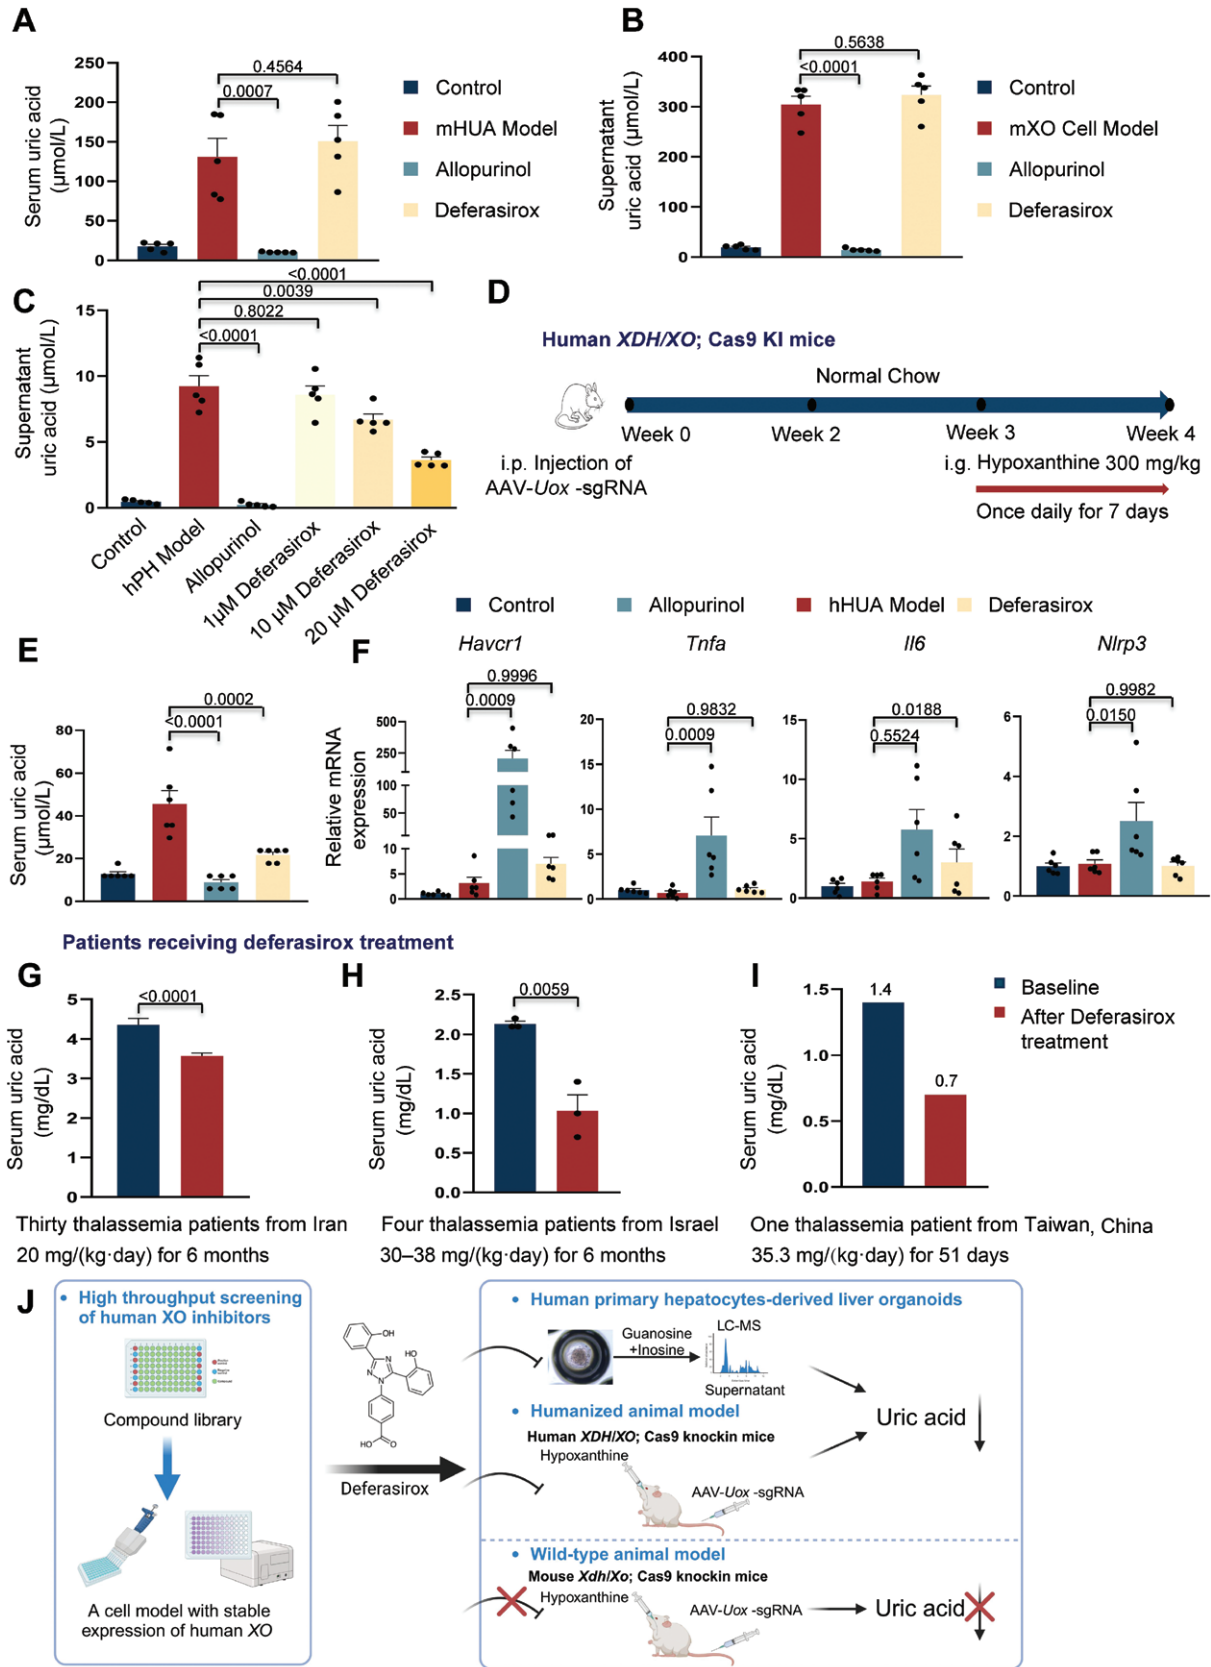 A
Serum uric acid
(µmol/L)
250
200
150
100
50
0
0.4564
0.0007
Control
mHUA Model
Allopurinol
Deferasirox
B
Supernatant
uric acid (µmol/L)
400
300
200
100
0
0.5638
<0.0001
Control
mXO Cell Model
Allopurinol
Deferasirox
C
Supernatant
uric acid (µmol/L)
15
10
5
0
<0.0001
0.0039
0.8022
<0.0001
Control
hPH Model
Allopurinol
1µM Deferasirox
10 µM Deferasirox
20 µM Deferasirox
D
Human XDH/XO; Cas9 KI mice
Normal Chow
Week 0
Week 2
Week 3
Week 4
i.p. Injection of
AAV-Uox -sgRNA
i.g. Hypoxanthine 300 mg/kg
Once daily for 7 days
Control
Allopurinol
hHUA Model
Deferasirox
E
Serum uric acid
(µmol/L)
80
60
40
20
0
0.0002
<0.0001
F
Relative mRNA
expression
Havcr1
500
250
100
50
10
5
0
0.9996
0.0009
Tnfa
20
15
10
5
0
0.9832
0.0009
Il6
15
10
5
0
0.0188
0.5524
Nlrp3
6
4
2
0
0.9982
0.0150
Patients receiving deferasirox treatment
G
Serum uric acid
(mg/dL)
5
4
3
2
1
0
<0.0001
Thirty thalassemia patients from Iran
20 mg/(kg·day) for 6 months
H
Serum uric acid
(mg/dL)
2.5
2.0
1.5
1.0
0.5
0.0
0.0059
Four thalassemia patients from Israel
30–38 mg/(kg·day) for 6 months
I
Serum uric acid
(mg/dL)
1.5
1.0
0.5
0.0
1.4
0.7
Baseline
After Deferasirox
treatment
One thalassemia patient from Taiwan, China
35.3 mg/(kg·day) for 51 days
J
• High throughput screening
of human XO inhibitors
Compound library
A cell model with stable
expression of human XO
OH
HO
N
N
N
HO
O
Deferasirox
• Human primary hepatocytes-derived liver organoids
Guanosine
+Inosine
LC-MS
Supernatant
• Humanized animal model
Human XDH/XO; Cas9 knockin mice
Hypoxanthine
AAV-Uox -sgRNA
Uric acid
• Wild-type animal model
Mouse Xdh/Xo; Cas9 knockin mice
Hypoxanthine
AAV-Uox -sgRNA
Uric acid